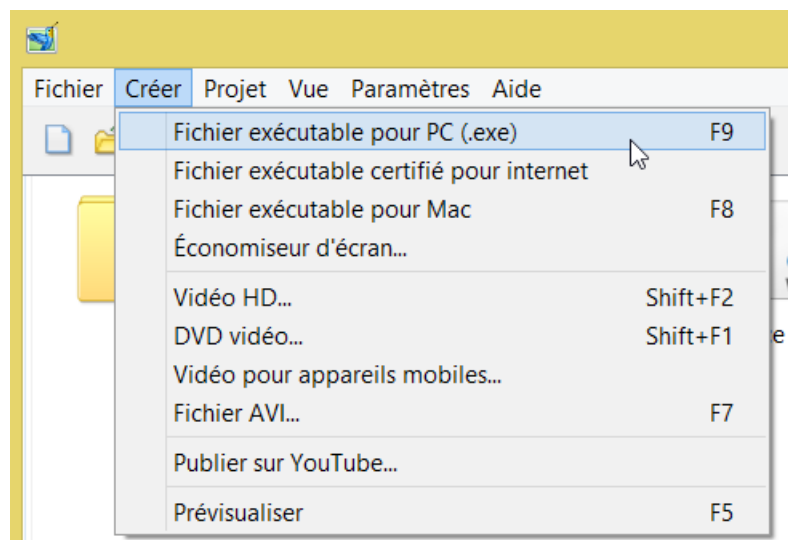 Fichier Créer Projet Vue Paramètres Aide
Fichier exécutable pour PC (.exe) F9
Fichier exécutable certifié pour internet
Fichier exécutable pour Mac F8
Économiseur d'écran...
Vidéo HD... Shift+F2
DVD vidéo... Shift+F1
Vidéo pour appareils mobiles...
Fichier AVI... F7
Publier sur YouTube...
Prévisualiser F5